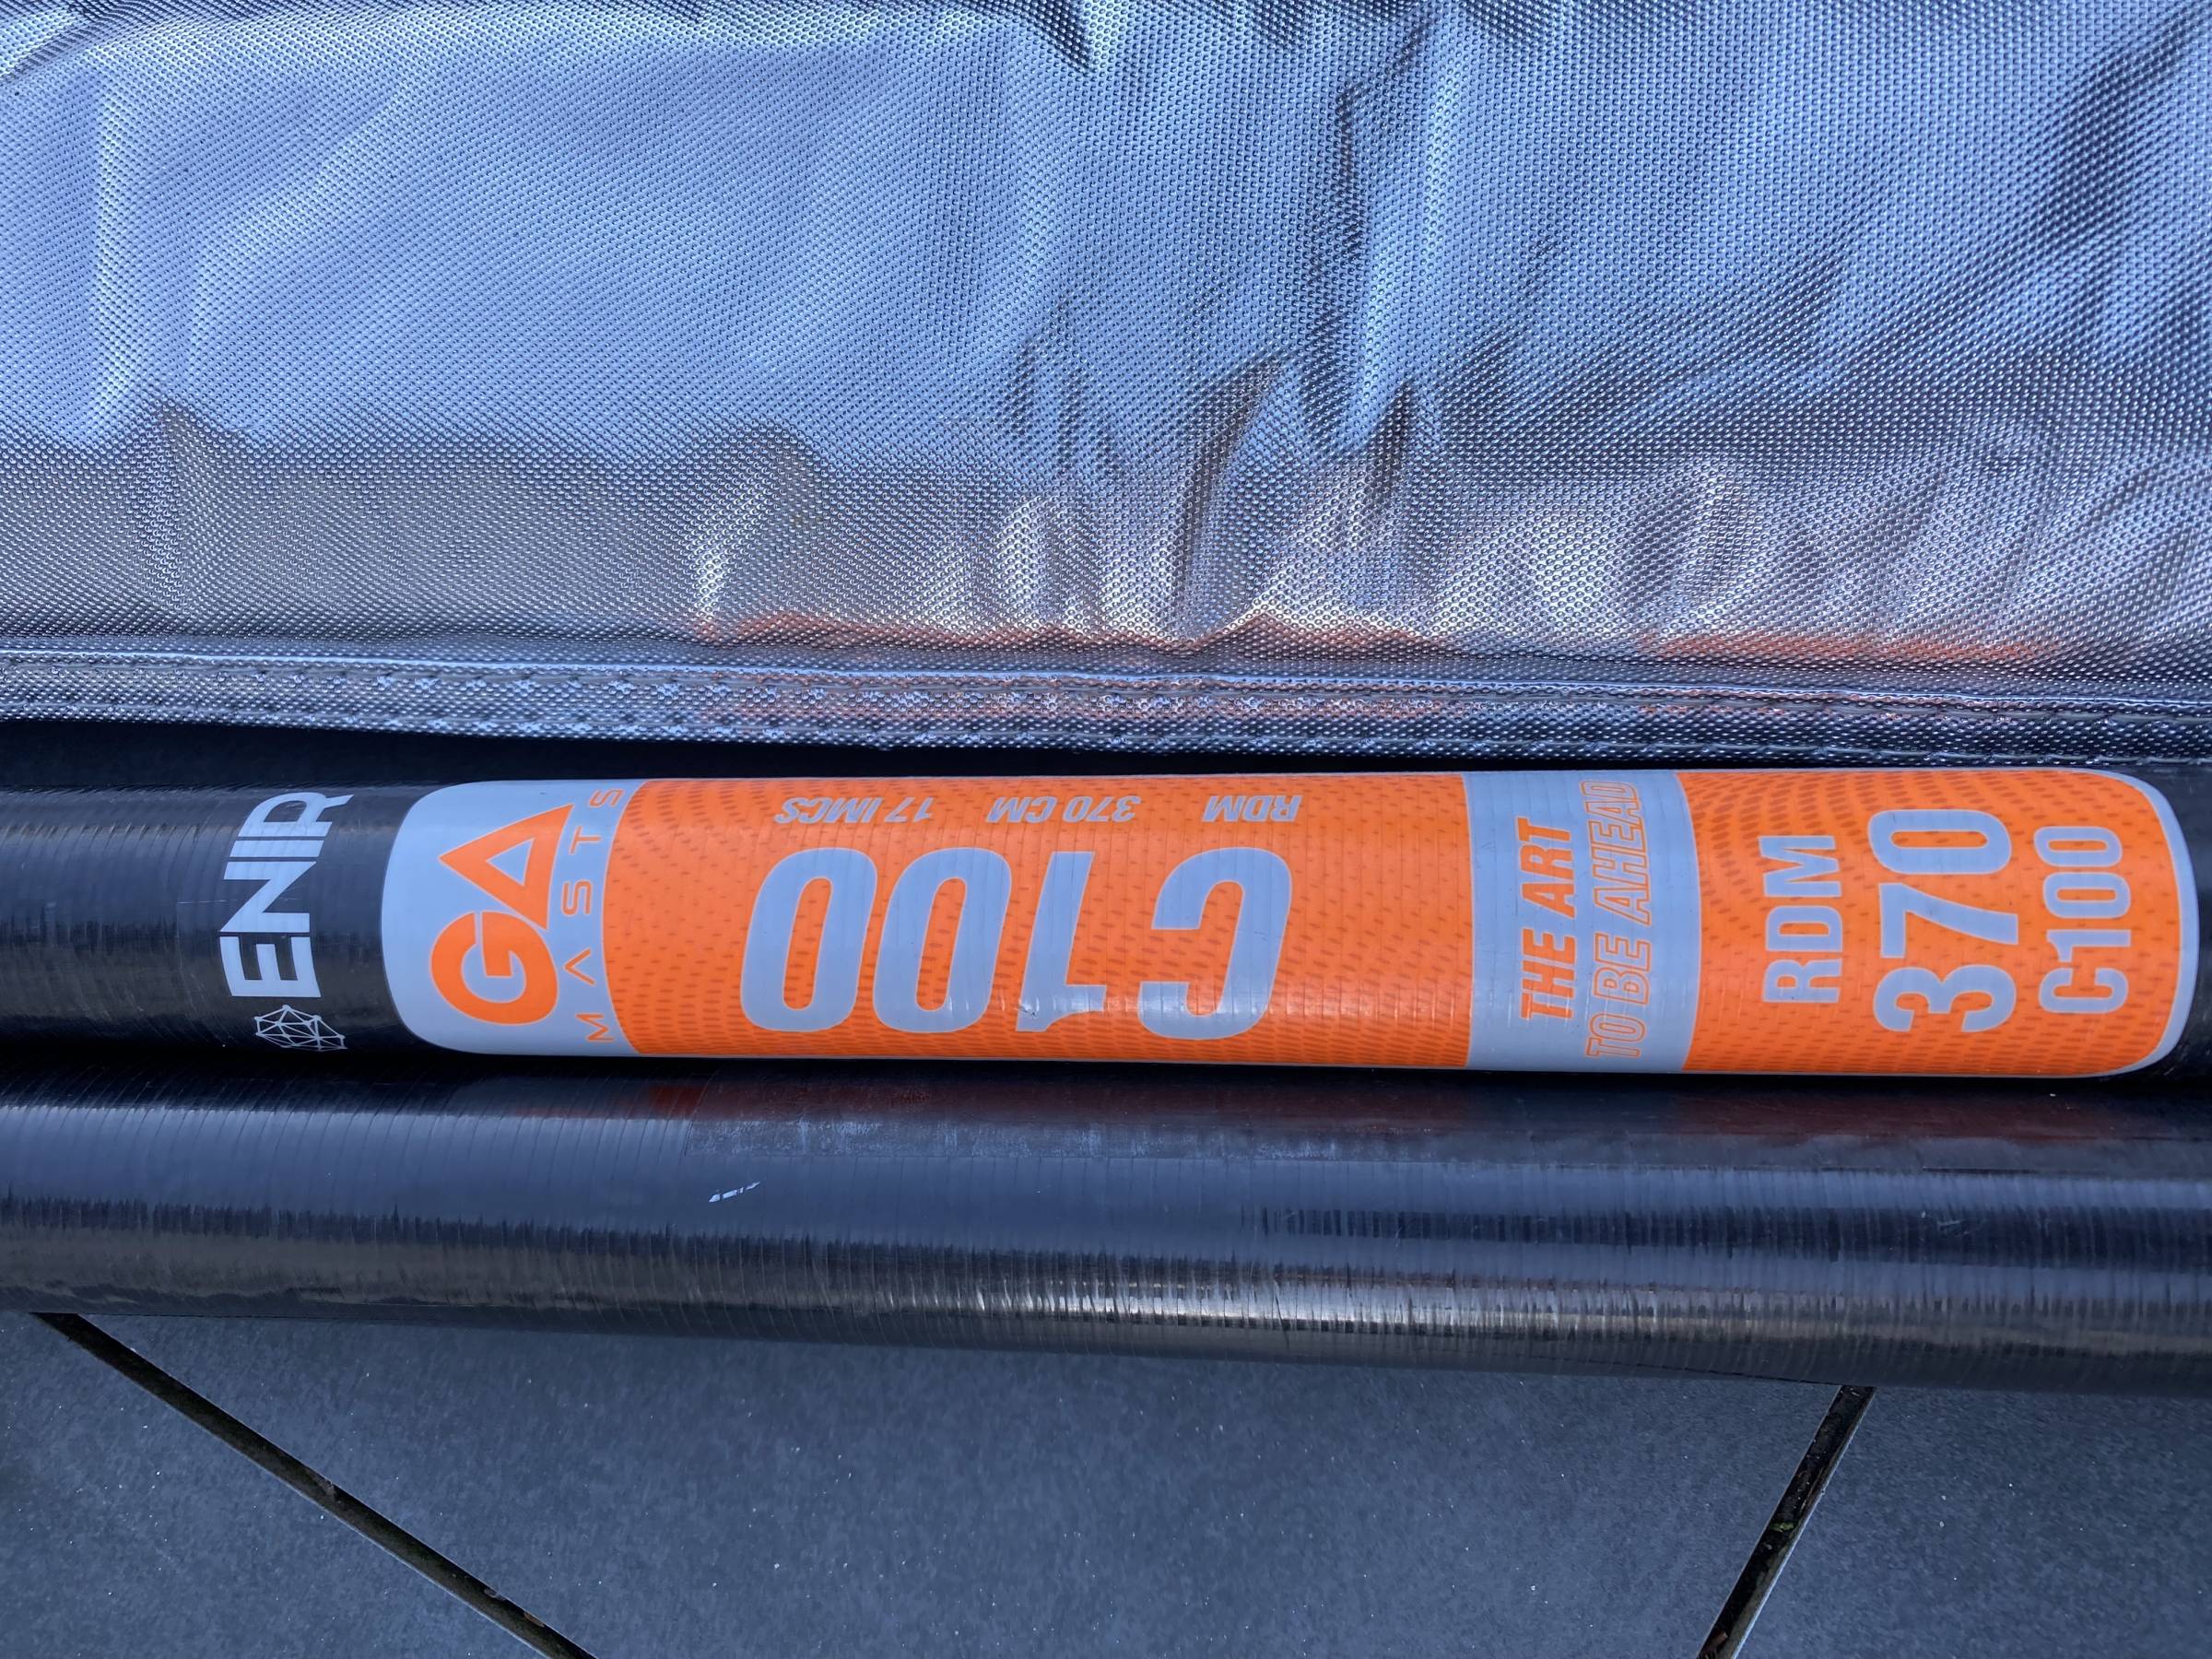 ENIR
GA
MASTS
C100
RDM 370 CM 17 IMCS
THE ART
TO BE AHEAD
RDM
370
C100